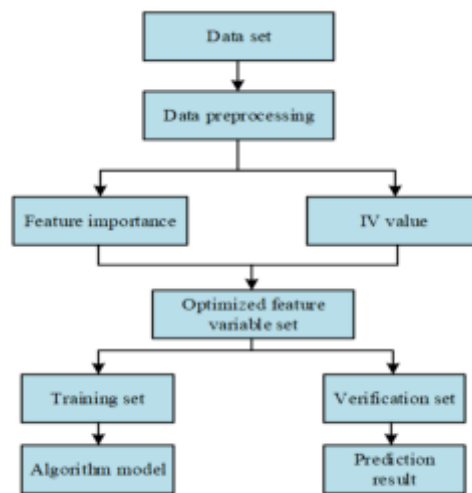 Data set
Data preprocessing
Feature importance
IV value
Optimized feature
variable set
Training set
Verification set
Algorithm model
Prediction
result